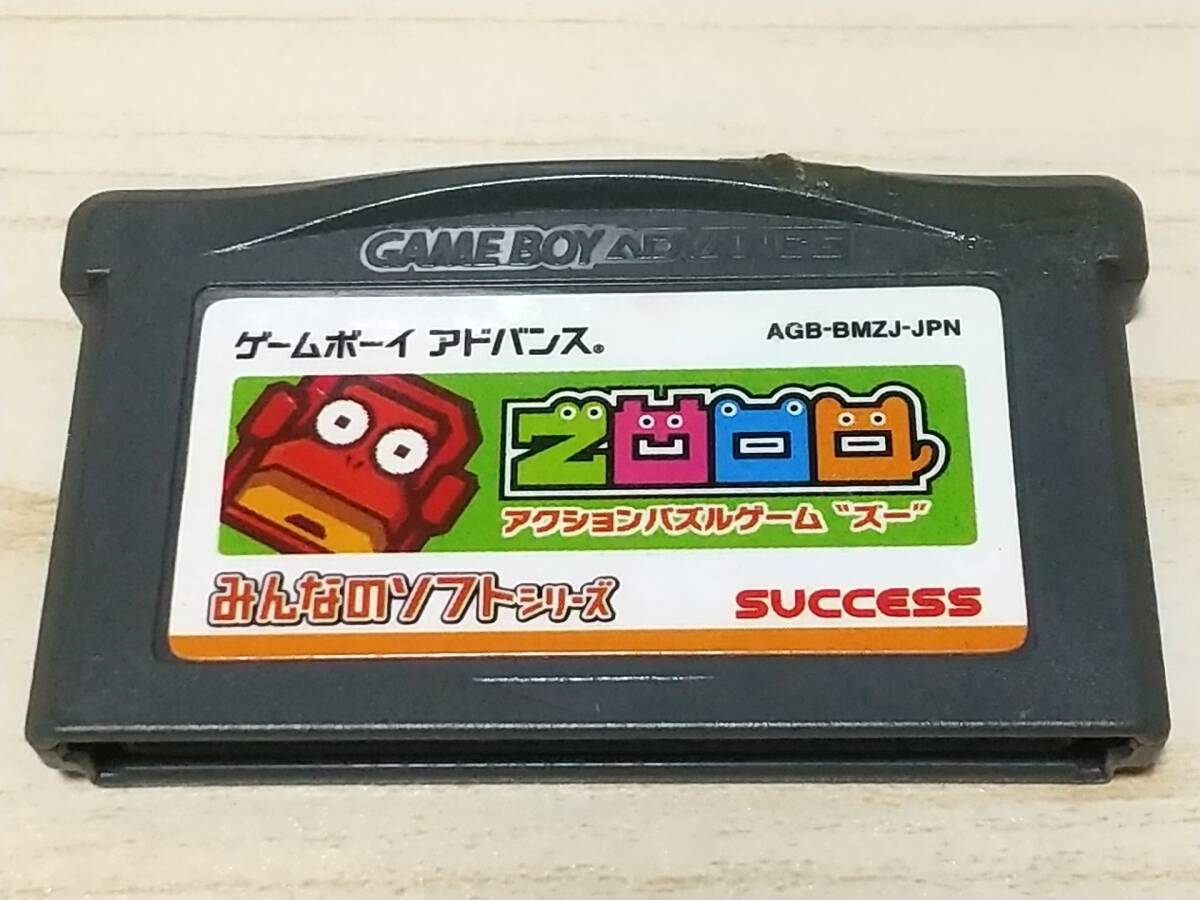 GAME BOY ADVANCE
ゲームボーイ アドバンス®
AGB-BMZJ-JPN
ZOOO
アクションパズルゲーム “ズー”
みんなのソフトシリーズ
SUCCESS